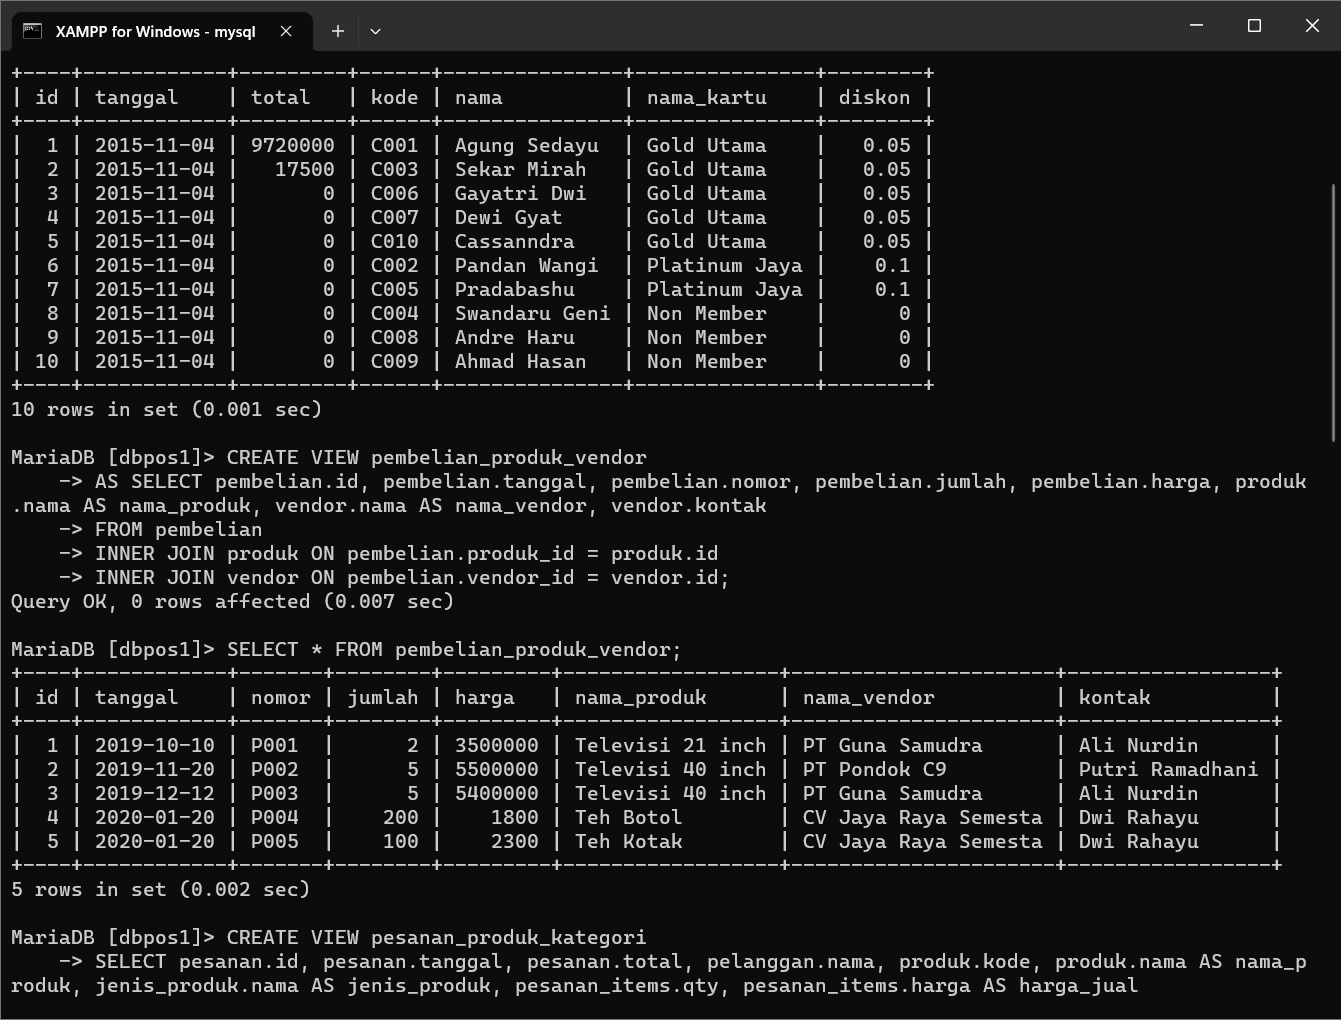 XAMPP for Windows - mysql
+----+------------+---------+------+---------------+---------------+--------+
| id | tanggal    | total   | kode | nama          | nama_kartu    | diskon |
+----+------------+---------+------+---------------+---------------+--------+
|  1 | 2015-11-04 | 9720000 | C001 | Agung Sedayu  | Gold Utama    |   0.05 |
|  2 | 2015-11-04 |   17500 | C003 | Sekar Mirah   | Gold Utama    |   0.05 |
|  3 | 2015-11-04 |       0 | C006 | Gayatri Dwi   | Gold Utama    |   0.05 |
|  4 | 2015-11-04 |       0 | C007 | Dewi Gyat     | Gold Utama    |   0.05 |
|  5 | 2015-11-04 |       0 | C010 | Cassanndra    | Gold Utama    |   0.05 |
|  6 | 2015-11-04 |       0 | C002 | Pandan Wangi  | Platinum Jaya |    0.1 |
|  7 | 2015-11-04 |       0 | C005 | Pradabashu    | Platinum Jaya |    0.1 |
|  8 | 2015-11-04 |       0 | C004 | Swandaru Geni | Non Member    |      0 |
|  9 | 2015-11-04 |       0 | C008 | Andre Haru    | Non Member    |      0 |
| 10 | 2015-11-04 |       0 | C009 | Ahmad Hasan   | Non Member    |      0 |
+----+------------+---------+------+---------------+---------------+--------+
10 rows in set (0.001 sec)
MariaDB [dbpos1]> CREATE VIEW pembelian_produk_vendor
    -> AS SELECT pembelian.id, pembelian.tanggal, pembelian.nomor, pembelian.jumlah, pembelian.harga, produk
.nama AS nama_produk, vendor.nama AS nama_vendor, vendor.kontak
    -> FROM pembelian
    -> INNER JOIN produk ON pembelian.produk_id = produk.id
    -> INNER JOIN vendor ON pembelian.vendor_id = vendor.id;
Query OK, 0 rows affected (0.007 sec)
MariaDB [dbpos1]> SELECT * FROM pembelian_produk_vendor;
+----+------------+-------+--------+---------+------------------+----------------------+-----------------+
| id | tanggal    | nomor | jumlah | harga   | nama_produk      | nama_vendor          | kontak          |
+----+------------+-------+--------+---------+------------------+----------------------+-----------------+
|  1 | 2019-10-10 | P001  |      2 | 3500000 | Televisi 21 inch | PT Guna Samudra      | Ali Nurdin      |
|  2 | 2019-11-20 | P002  |      5 | 5500000 | Televisi 40 inch | PT Pondok C9         | Putri Ramadhani |
|  3 | 2019-12-12 | P003  |      5 | 5400000 | Televisi 40 inch | PT Guna Samudra      | Ali Nurdin      |
|  4 | 2020-01-20 | P004  |    200 |    1800 | Teh Botol        | CV Jaya Raya Semesta | Dwi Rahayu      |
|  5 | 2020-01-20 | P005  |    100 |    2300 | Teh Kotak        | CV Jaya Raya Semesta | Dwi Rahayu      |
+----+------------+-------+--------+---------+------------------+----------------------+-----------------+
5 rows in set (0.002 sec)
MariaDB [dbpos1]> CREATE VIEW pesanan_produk_kategori
    -> SELECT pesanan.id, pesanan.tanggal, pesanan.total, pelanggan.nama, produk.kode, produk.nama AS nama_p
roduk, jenis_produk.nama AS jenis_produk, pesanan_items.qty, pesanan_items.harga AS harga_jual